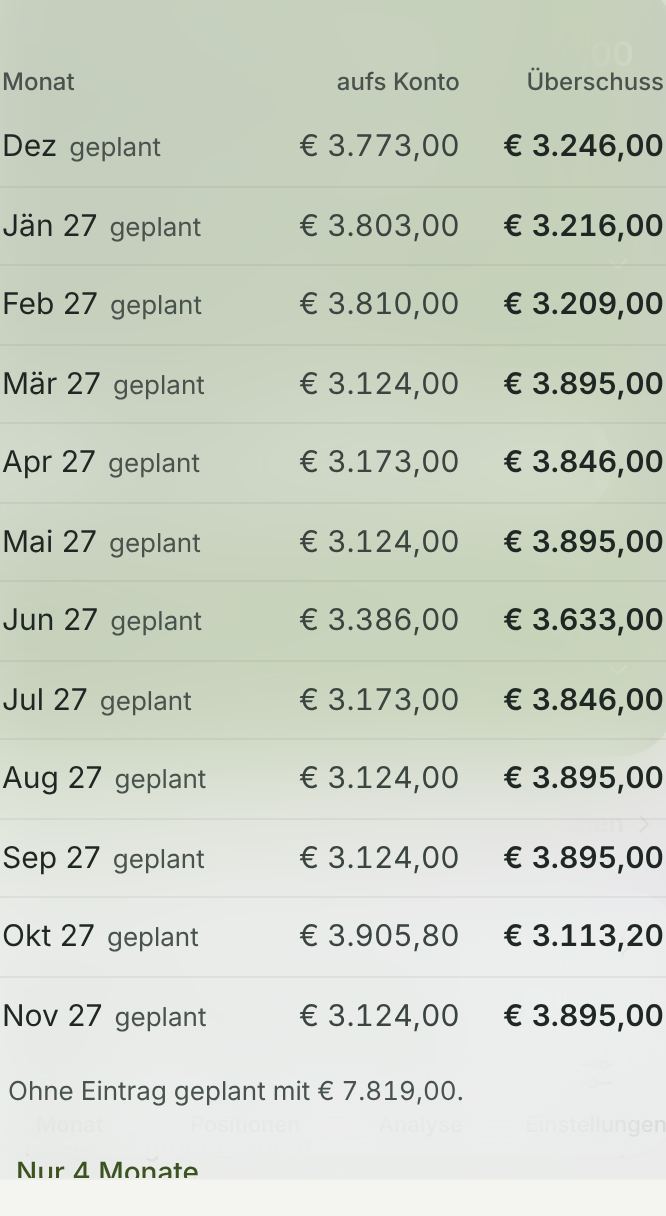 ,00
Monat aufs Konto Überschuss
Dez geplant € 3.773,00 € 3.246,00
Jän 27 geplant € 3.803,00 € 3.216,00
Feb 27 geplant € 3.810,00 € 3.209,00
Mär 27 geplant € 3.124,00 € 3.895,00
Apr 27 geplant € 3.173,00 € 3.846,00
Mai 27 geplant € 3.124,00 € 3.895,00
Jun 27 geplant € 3.386,00 € 3.633,00
Jul 27 geplant € 3.173,00 € 3.846,00
Aug 27 geplant € 3.124,00 € 3.895,00
Sep 27 geplant € 3.124,00 € 3.895,00
Okt 27 geplant € 3.905,80 € 3.113,20
Nov 27 geplant € 3.124,00 € 3.895,00
Ohne Eintrag geplant mit € 7.819,00.
Monat Positionen Analyse Einstellungen
Nur 4 Monate